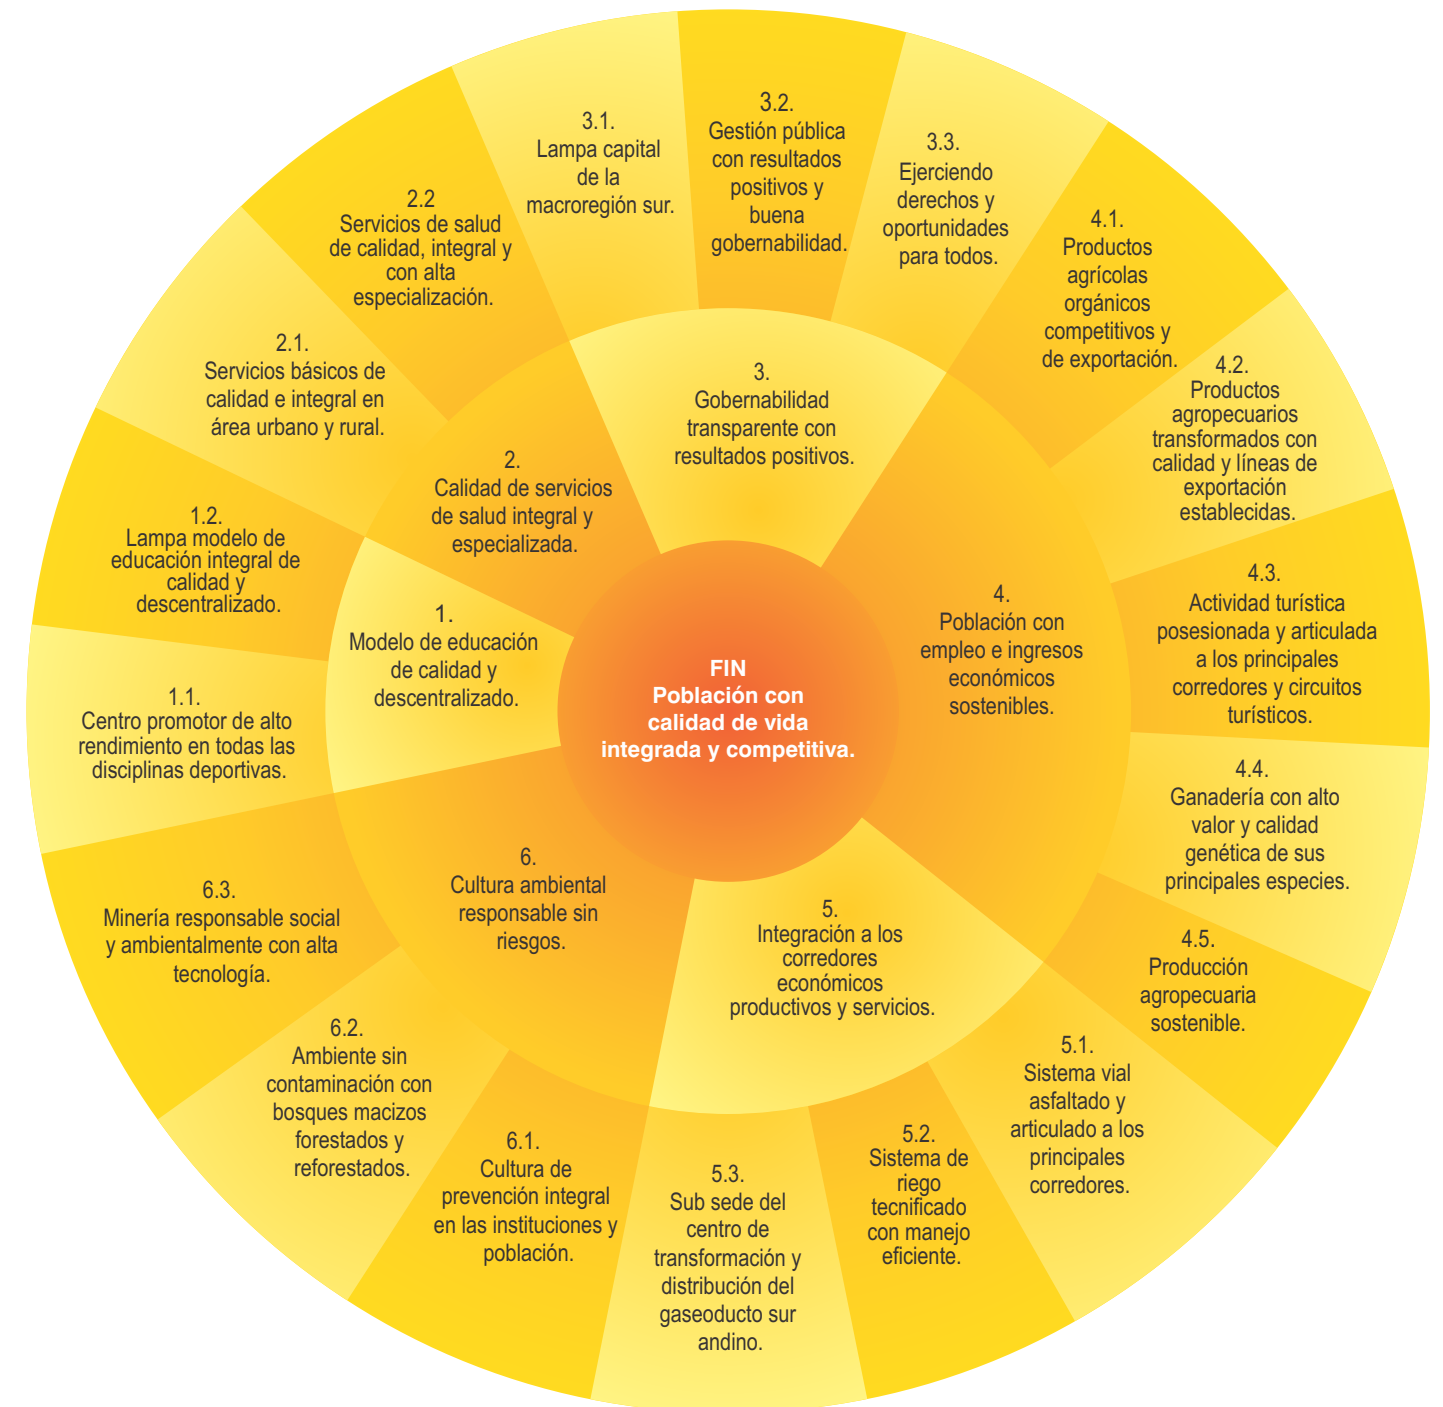 FIN
Población con
calidad de vida
integrada y competitiva.
1.
Modelo de educación
de calidad y
descentralizado.
1.1.
Centro promotor de alto
rendimiento en todas las
disciplinas deportivas.
1.2.
Lampa modelo de
educación integral de
calidad y
descentralizado.
2.
Calidad de servicios
de salud integral y
especializada.
2.1.
Servicios básicos de
calidad e integral en
área urbano y rural.
2.2
Servicios de salud
de calidad, integral y
con alta
especialización.
3.
Gobernabilidad
transparente con
resultados positivos.
3.1.
Lampa capital
de la
macroregión sur.
3.2.
Gestión pública
con resultados
positivos y
buena
gobernabilidad.
3.3.
Ejerciendo
derechos y
oportunidades
para todos.
4.
Población con
empleo e ingresos
económicos
sostenibles.
4.1.
Productos
agrícolas
orgánicos
competitivos y
de exportación.
4.2.
Productos
agropecuarios
transformados con
calidad y líneas de
exportación
establecidas.
4.3.
Actividad turística
posesionada y articulada
a los principales
corredores y circuitos
turísticos.
4.4.
Ganadería con alto
valor y calidad
genética de sus
principales especies.
4.5.
Producción
agropecuaria
sostenible.
5.
Integración a los
corredores
económicos
productivos y servicios.
5.1.
Sistema vial
asfaltado y
articulado a los
principales
corredores.
5.2.
Sistema de
riego
tecnificado
con manejo
eficiente.
5.3.
Sub sede del
centro de
transformación y
distribución del
gaseoducto sur
andino.
6.
Cultura ambiental
responsable sin
riesgos.
6.1.
Cultura de
prevención integral
en las instituciones y
población.
6.2.
Ambiente sin
contaminación con
bosques macizos
forestados y
reforestados.
6.3.
Minería responsable social
y ambientalmente con alta
tecnología.